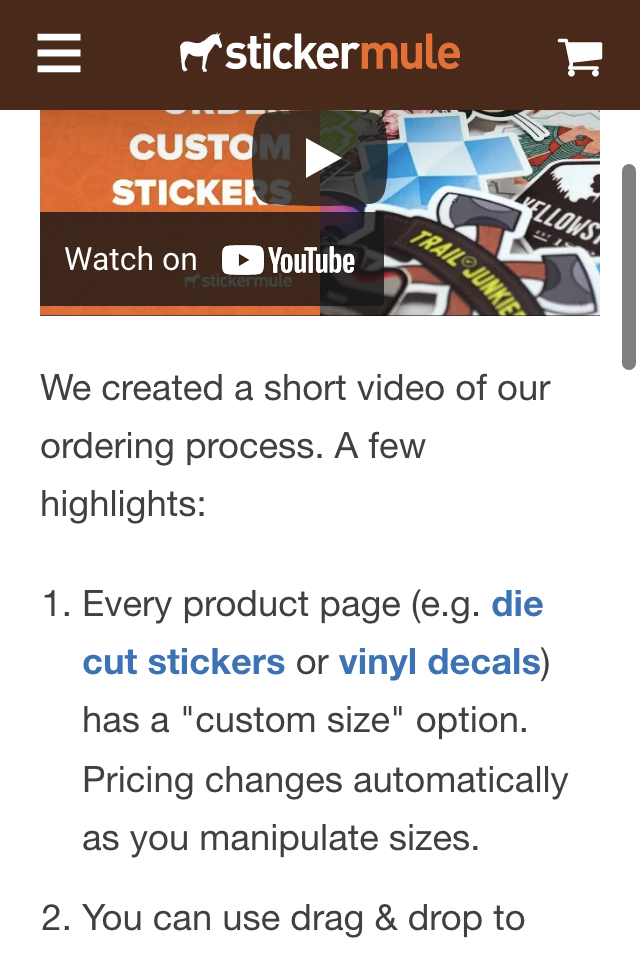 stickermule
CUSTOM
STICKERS
YELLOWS
TRAIL JUNKIE
Watch on YouTube
stickermule
We created a short video of our
ordering process. A few
highlights:
1. Every product page (e.g. die
cut stickers or vinyl decals)
has a "custom size" option.
Pricing changes automatically
as you manipulate sizes.
2. You can use drag & drop to